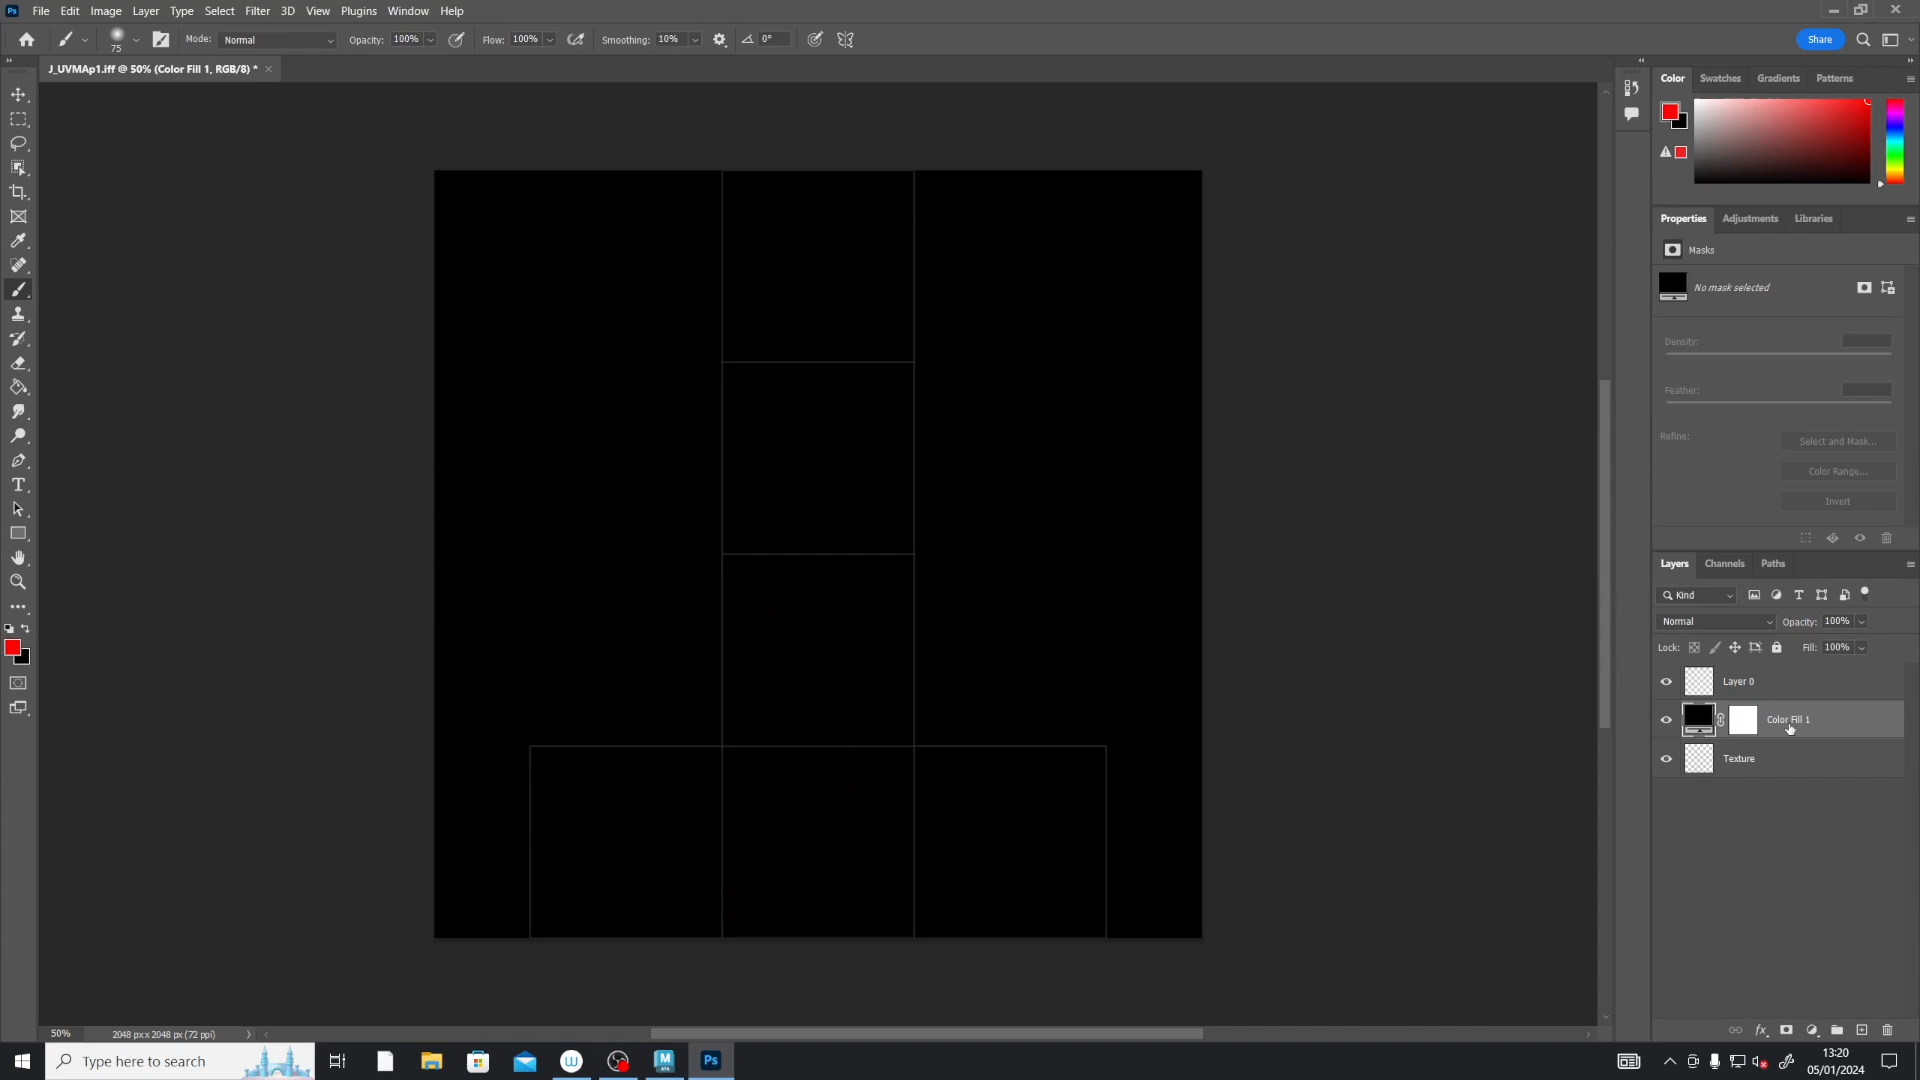 Ps File Edit Image Layer Type Select Filter 3D View Plugins Window Help
75 Mode: Normal Opacity: 100% Flow: 100% Smoothing: 10% 0° Share
J_UVMAp1.iff @ 50% (Color Fill 1, RGB/8) *
Color Swatches Gradients Patterns
Properties Adjustments Libraries
Masks
No mask selected
Density:
Feather:
Refine:
Select and Mask...
Color Range...
Invert
Layers Channels Paths
Kind
Normal Opacity: 100%
Lock: Fill: 100%
Layer 0
Color Fill 1
Texture
50% 2048 px x 2048 px (72 ppi)
Type here to search
Ps
13:20
05/01/2024